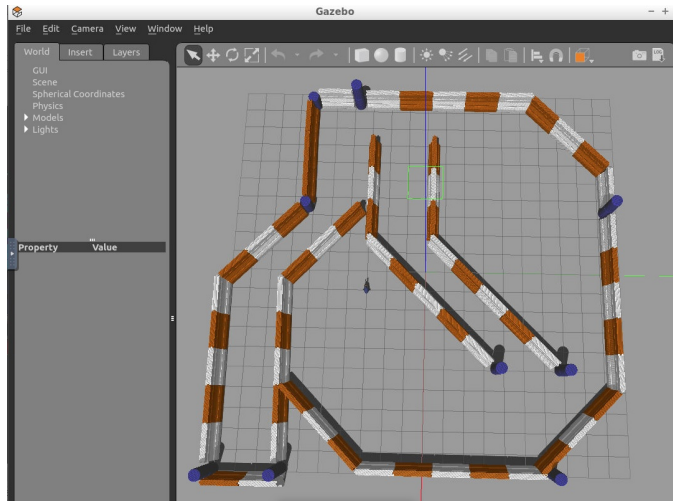 Gazebo
File Edit Camera View Window Help
World Insert Layers
GUI
Scene
Spherical Coordinates
Physics
Models
Lights
Property Value